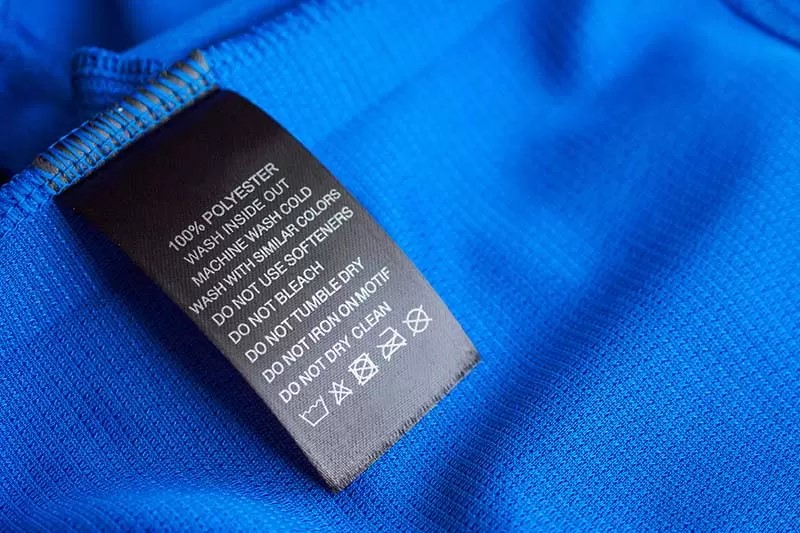 100% POLYESTER
WASH INSIDE OUT
MACHINE WASH COLD
WASH WITH SIMILAR COLORS
DO NOT USE SOFTENERS
DO NOT BLEACH
DO NOT TUMBLE DRY
DO NOT IRON ON MOTIF
DO NOT DRY CLEAN